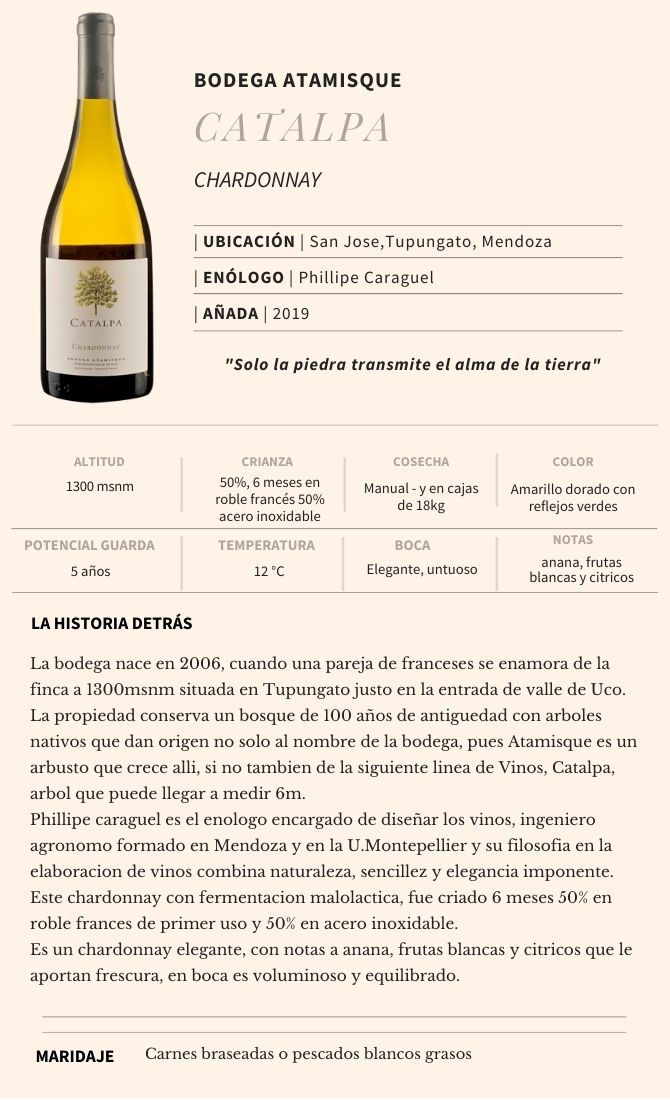 BODEGA ATAMISQUE
CATALPA
CHARDONNAY
| UBICACIÓN | San Jose,Tupungato, Mendoza
| ENÓLOGO | Phillipe Caraguel
| AÑADA | 2019
"Solo la piedra transmite el alma de la tierra"
CATALPA
CHARDONNAY
BODEGA ATAMISQUE
ALTITUD
1300 msnm
CRIANZA
50%, 6 meses en
roble francés 50%
acero inoxidable
COSECHA
Manual - y en cajas
de 18kg
COLOR
Amarillo dorado con
reflejos verdes
POTENCIAL GUARDA
5 años
TEMPERATURA
12 °C
BOCA
Elegante, untuoso
NOTAS
anana, frutas
blancas y citricos
LA HISTORIA DETRÁS
La bodega nace en 2006, cuando una pareja de franceses se enamora de la
finca a 1300msnm situada en Tupungato justo en la entrada de valle de Uco.
La propiedad conserva un bosque de 100 años de antiguedad con arboles
nativos que dan origen no solo al nombre de la bodega, pues Atamisque es un
arbusto que crece alli, si no tambien de la siguiente linea de Vinos, Catalpa,
arbol que puede llegar a medir 6m.
Phillipe caraguel es el enologo encargado de diseñar los vinos, ingeniero
agronomo formado en Mendoza y en la U.Montepellier y su filosofia en la
elaboracion de vinos combina naturaleza, sencillez y elegancia imponente.
Este chardonnay con fermentacion malolactica, fue criado 6 meses 50% en
roble frances de primer uso y 50% en acero inoxidable.
Es un chardonnay elegante, con notas a anana, frutas blancas y citricos que le
aportan frescura, en boca es voluminoso y equilibrado.
MARIDAJE
Carnes braseadas o pescados blancos grasos